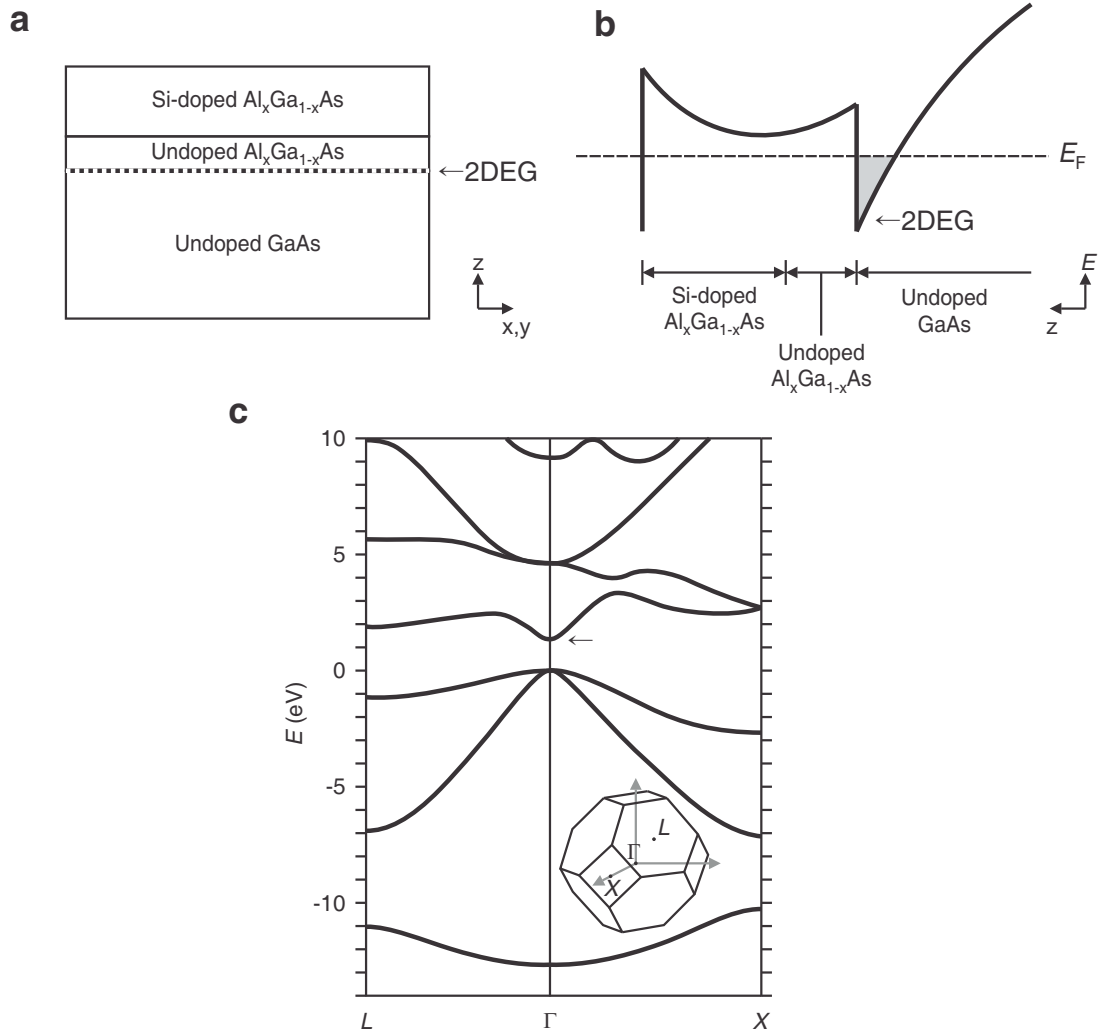 a
Si-doped AlxGa1-xAs
Undoped AlxGa1-xAs
←2DEG
Undoped GaAs
z
x,y
b
EF
←2DEG
E
z
Si-doped
AlxGa1-xAs
Undoped
AlxGa1-xAs
Undoped
GaAs
c
10
5
0
-5
-10
E (eV)
←
L
Γ
X
L
Γ
X